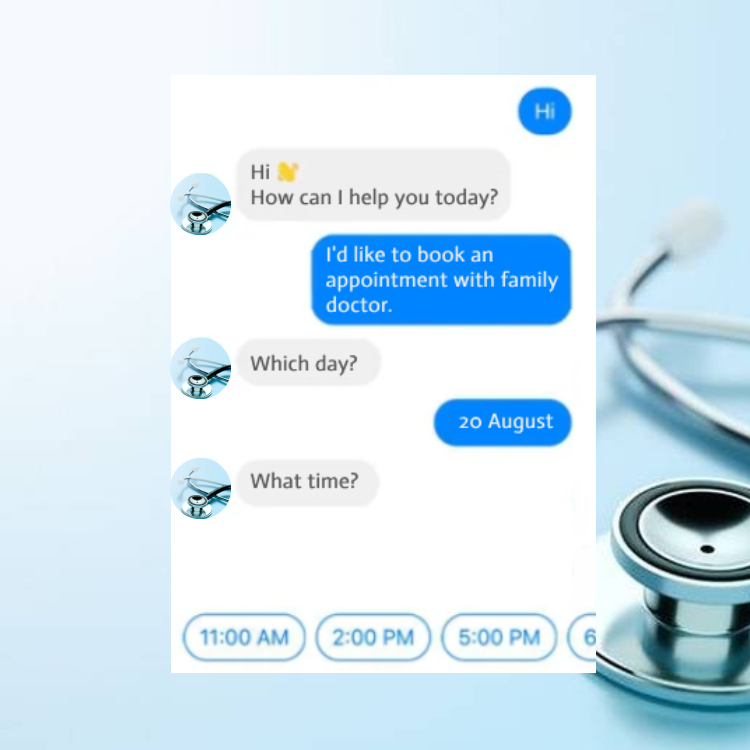 Hi
Hi 👋
How can I help you today?
I'd like to book an
appointment with family
doctor.
Which day?
20 August
What time?
11:00 AM 2:00 PM 5:00 PM 6